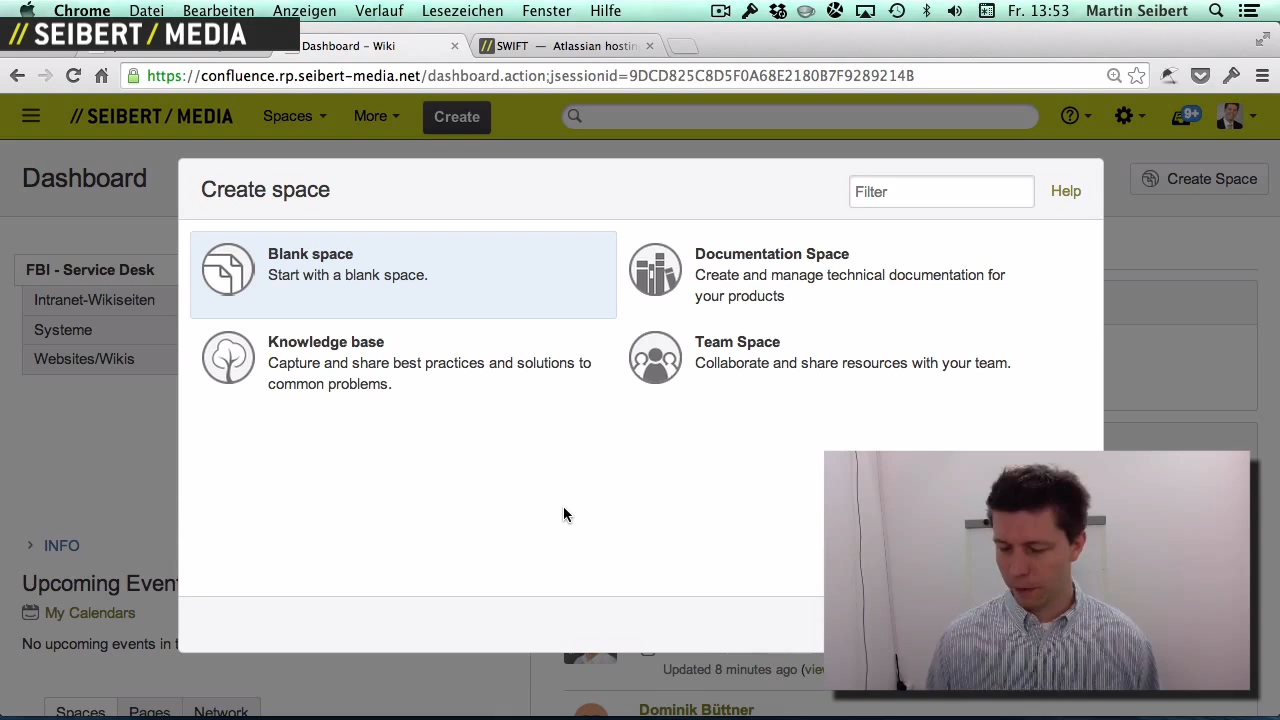 Chrome Datei Bearbeiten Anzeigen Verlauf Lesezeichen Fenster Hilfe Fr. 13:53 Martin Seibert
// SEIBERT / MEDIA
Dashboard – Wiki
SWIFT — Atlassian hostin
https://confluence.rp.seibert-media.net/dashboard.action;jsessionid=9DCD825C8D5F0A68E2180B7F9289214B
// SEIBERT / MEDIA Spaces More Create 9+
Dashboard
Create Space
Create space
Filter
Help
Blank space
Start with a blank space.
Documentation Space
Create and manage technical documentation for
your products
Knowledge base
Capture and share best practices and solutions to
common problems.
Team Space
Collaborate and share resources with your team.
FBI - Service Desk
Intranet-Wikiseiten
Systeme
Websites/Wikis
INFO
Upcoming Even
My Calendars
No upcoming events in t
Updated 8 minutes ago (view
Spaces Pages Network
Dominik Büttner